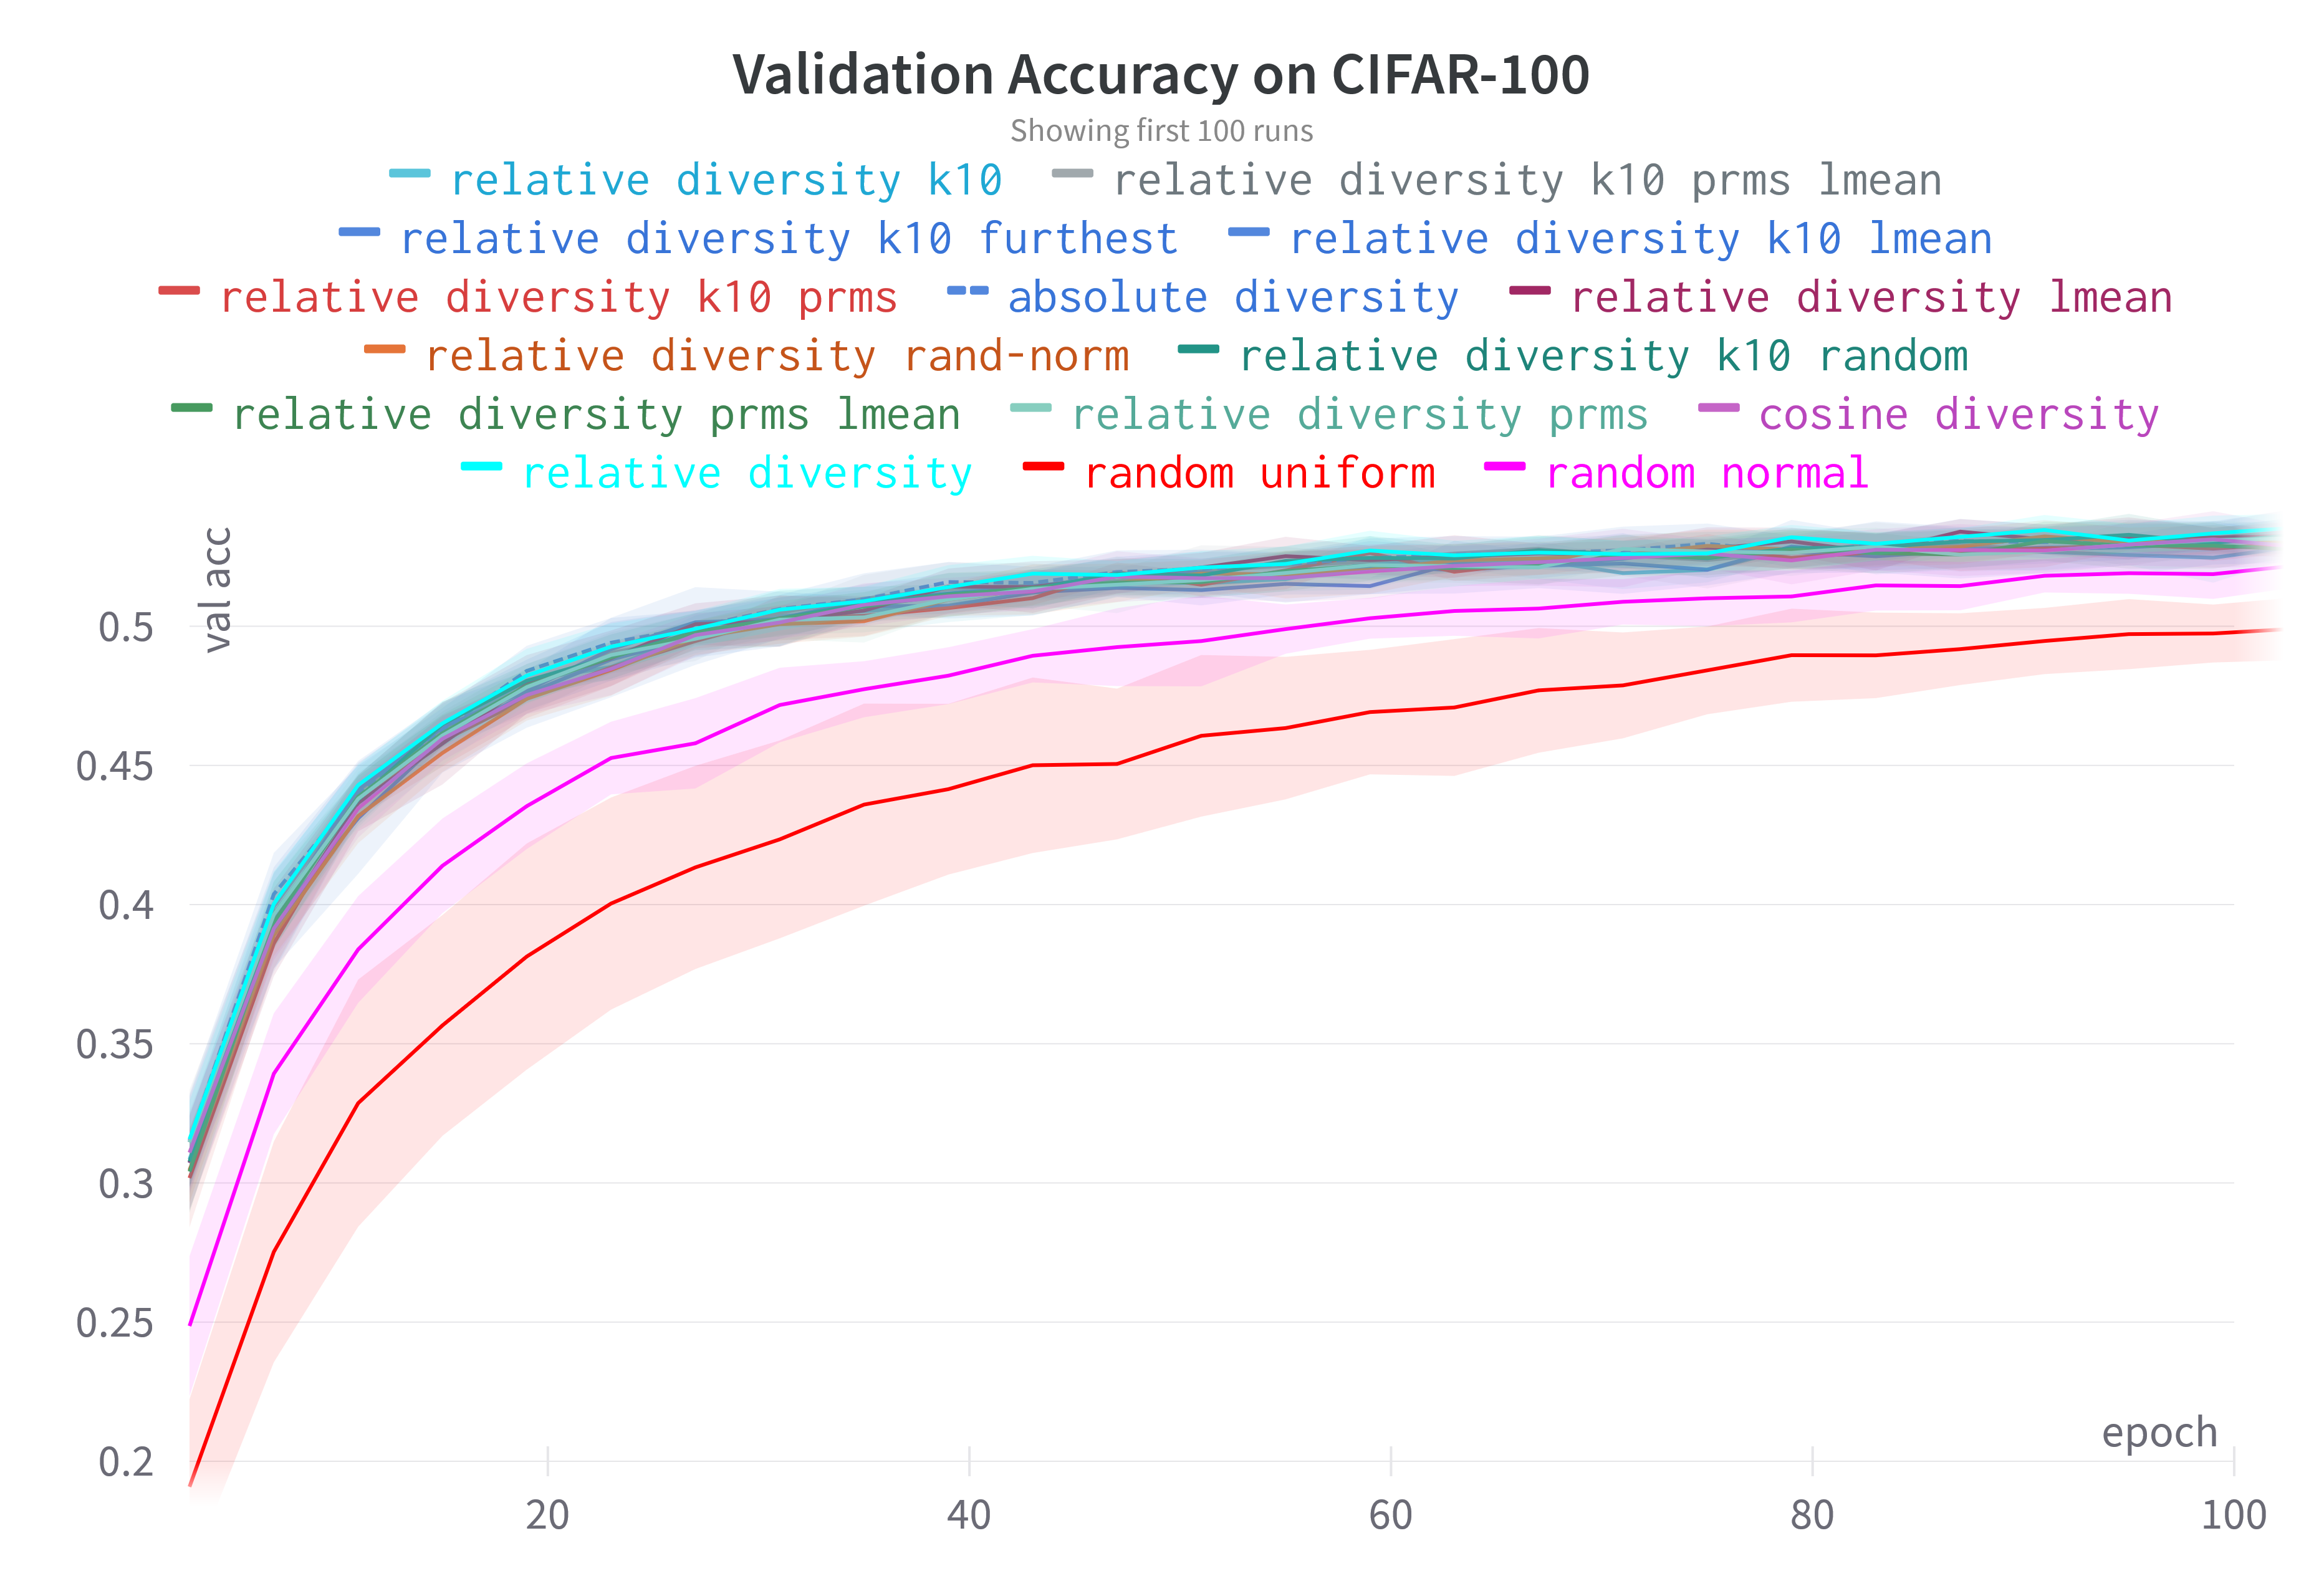 Validation Accuracy on CIFAR-100
Showing first 100 runs
relative diversity k10 relative diversity k10 prms lmean
relative diversity k10 furthest relative diversity k10 lmean
relative diversity k10 prms absolute diversity relative diversity lmean
relative diversity rand-norm relative diversity k10 random
relative diversity prms lmean relative diversity prms cosine diversity
relative diversity random uniform random normal
val acc
0.5
0.45
0.4
0.35
0.3
0.25
0.2
epoch
20 40 60 80 100